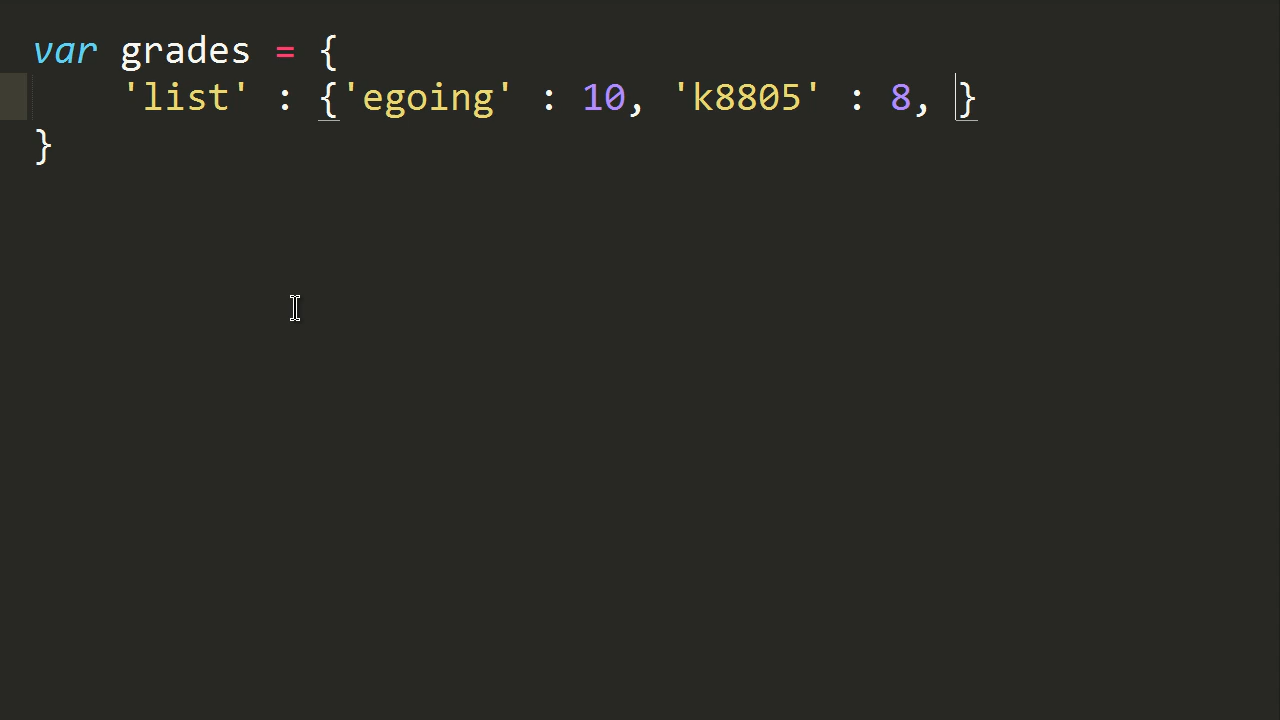 var grades = {
    'list' : {'egoing' : 10, 'k8805' : 8, }
}